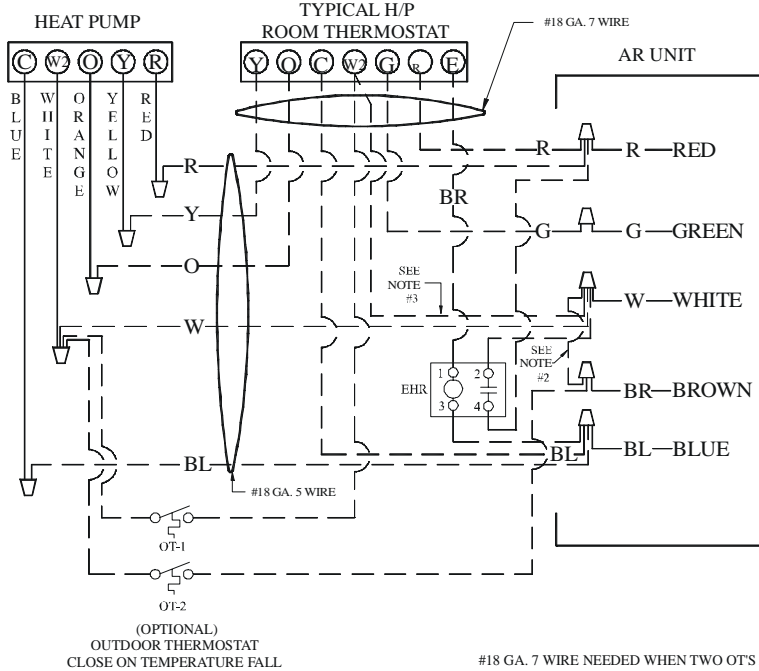 HEAT PUMP
TYPICAL H/P
ROOM THERMOSTAT
#18 GA. 7 WIRE
AR UNIT
C W2 O Y R
Y O C W2 G R E
BLUE
WHITE
ORANGE
YELLOW
RED
R
R R RED
Y
BR
G G GREEN
O
SEE
NOTE
#3
W
W WHITE
SEE
NOTE
#2
EHR
1 2
3 4
BR BROWN
BL
BL
BL BLUE
#18 GA. 5 WIRE
OT-1
OT-2
(OPTIONAL)
OUTDOOR THERMOSTAT
CLOSE ON TEMPERATURE FALL
#18 GA. 7 WIRE NEEDED WHEN TWO OT'S